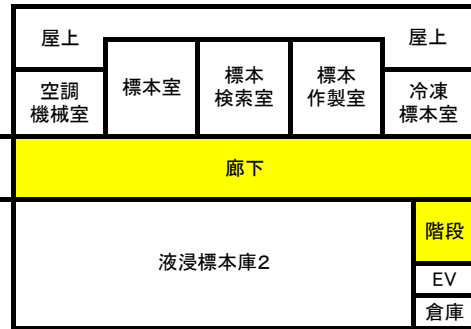 屋上
屋上
空調
機械室
標本室
標本
検索室
標本
作製室
冷凍
標本室
廊下
液浸標本庫2
階段
EV
倉庫